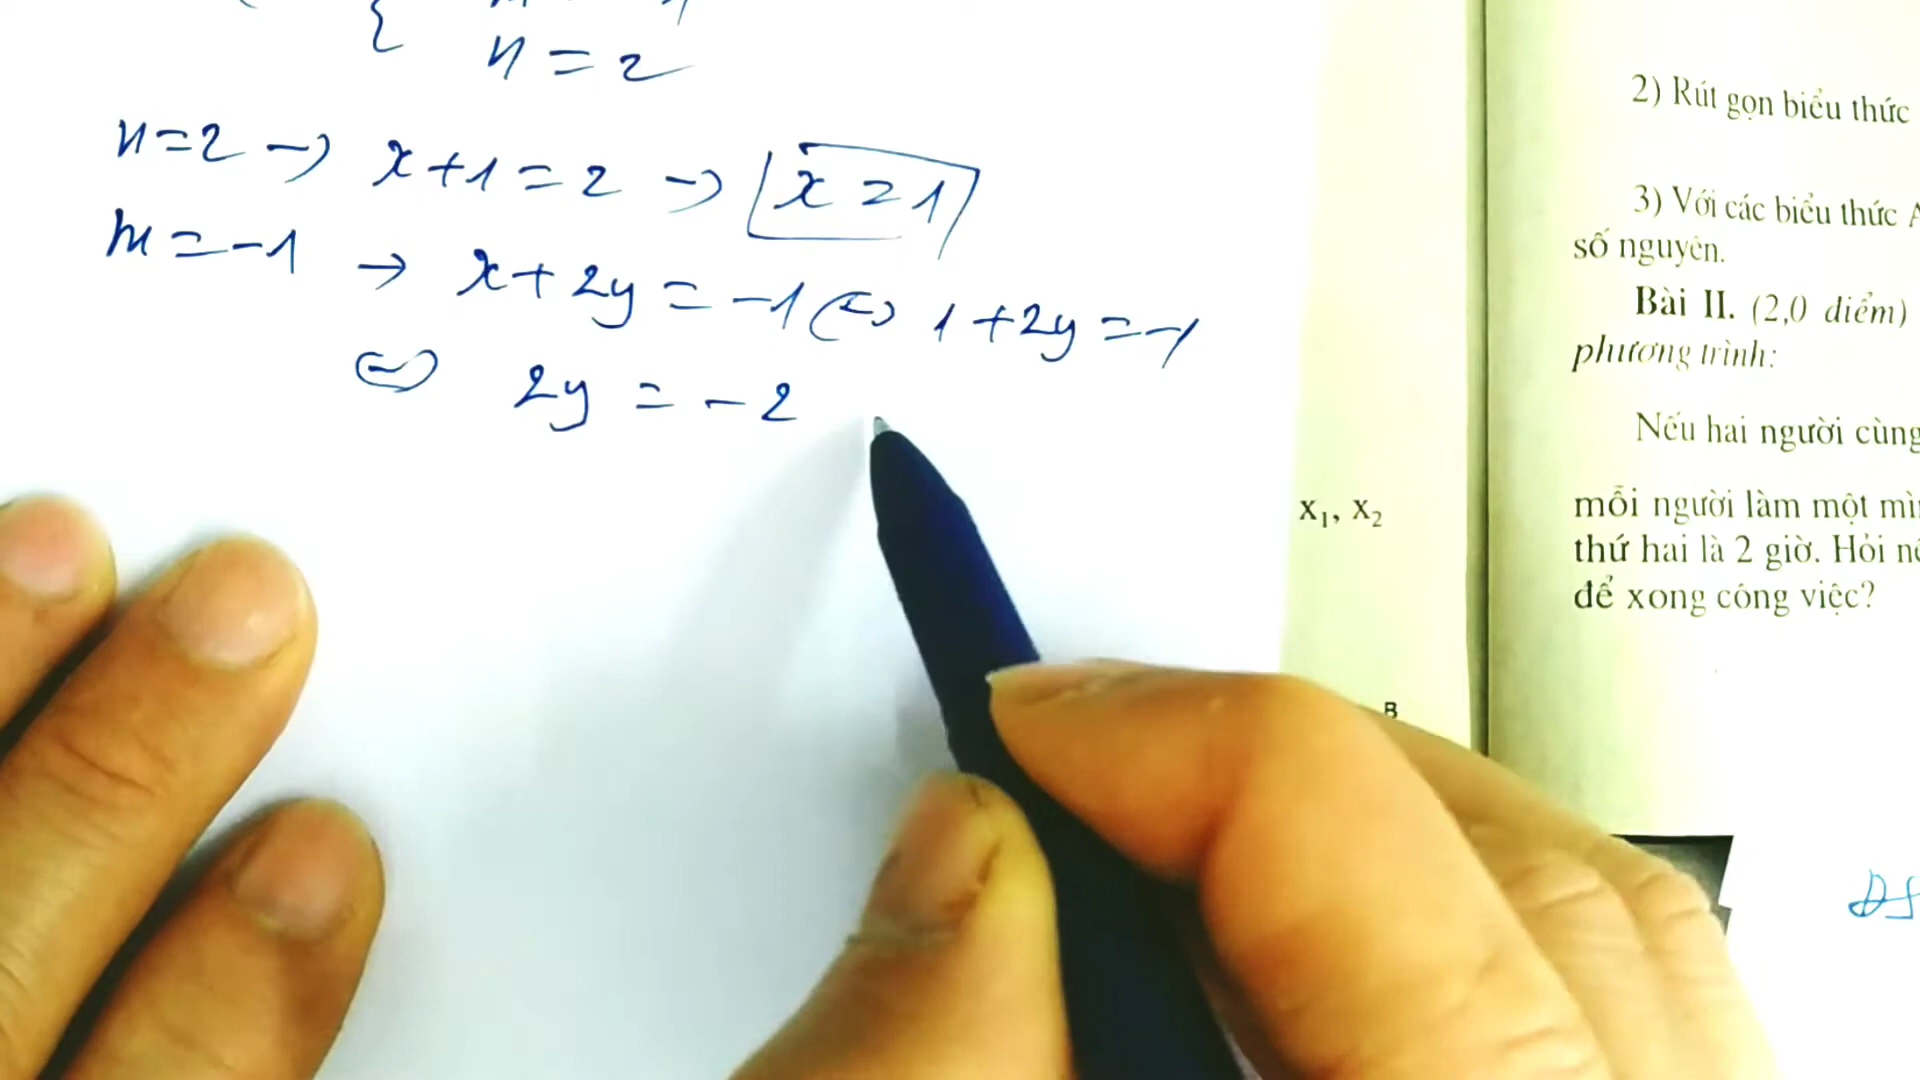 n = 2
n = 2 → x + 1 = 2 → x = 1
m = -1 → x + 2y = -1 ⇔ 1 + 2y = -1
⇔ 2y = -2
x₁, x₂
B
2) Rút gọn biểu thức
3) Với các biểu thức A
số nguyên.
Bài II. (2,0 điểm)
phương trình:
Nếu hai người cùng
mỗi người làm một mì
thứ hai là 2 giờ. Hỏi nế
để xong công việc?